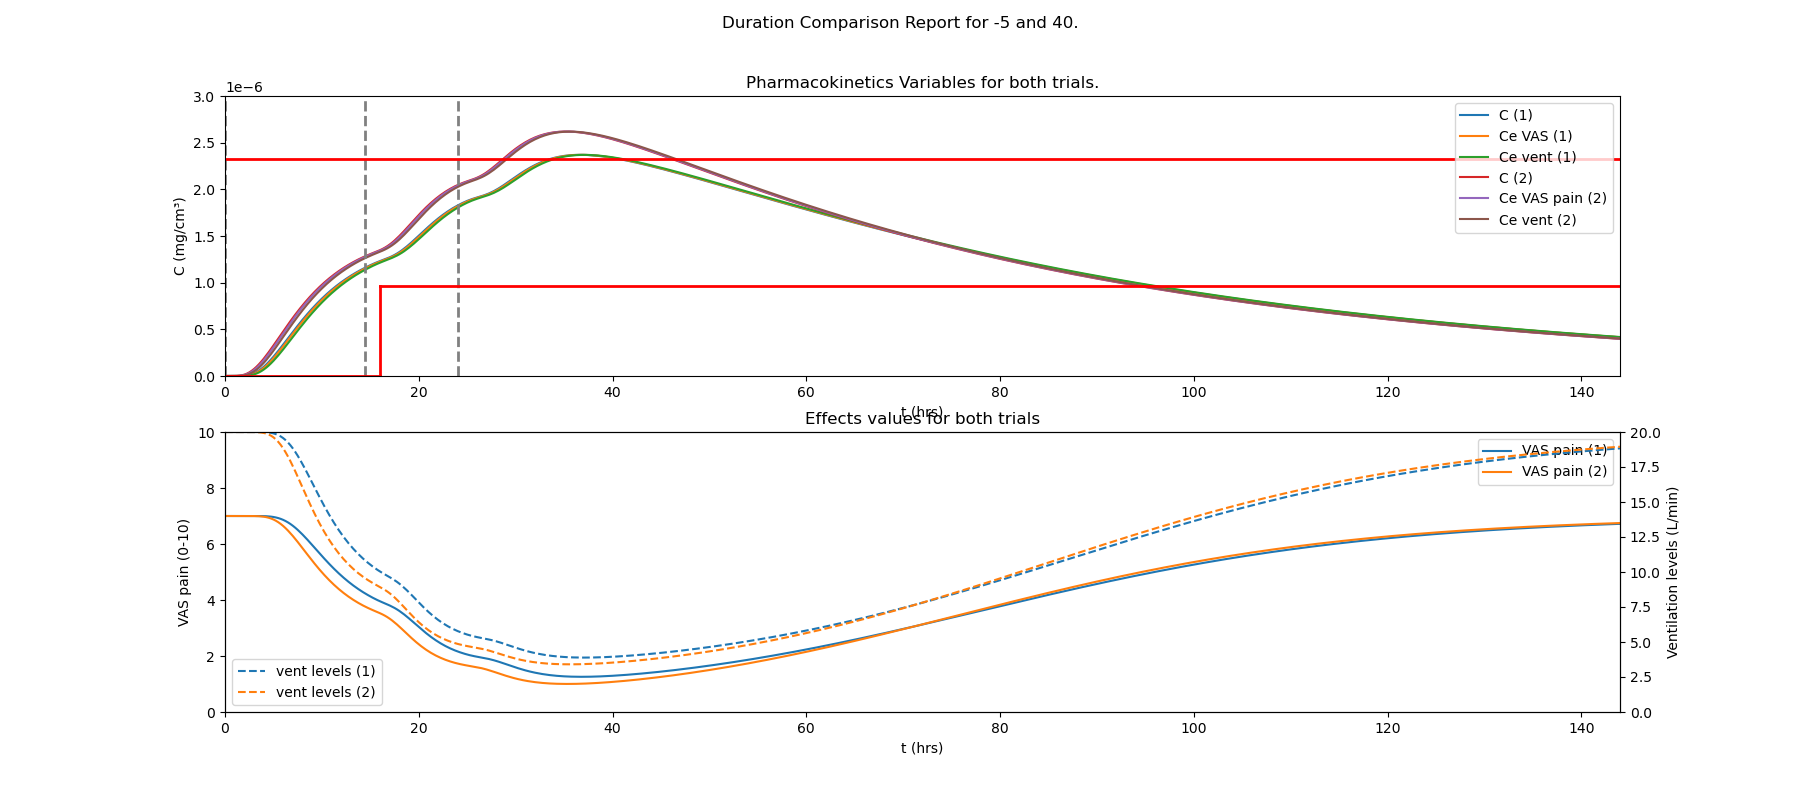 Duration Comparison Report for -5 and 40.
Pharmacokinetics Variables for both trials.
1e−6
3.0
2.5
2.0
1.5
1.0
0.5
0.0
C (mg/cm³)
C (1)
Ce VAS (1)
Ce vent (1)
C (2)
Ce VAS pain (2)
Ce vent (2)
0 20 40 60 80 100 120 140
t (hrs)
Effects values for both trials
10
8
6
4
2
0
VAS pain (0-10)
VAS pain (1)
VAS pain (2)
vent levels (1)
vent levels (2)
20.0
17.5
15.0
12.5
10.0
7.5
5.0
2.5
0.0
Ventilation levels (L/min)
0 20 40 60 80 100 120 140
t (hrs)